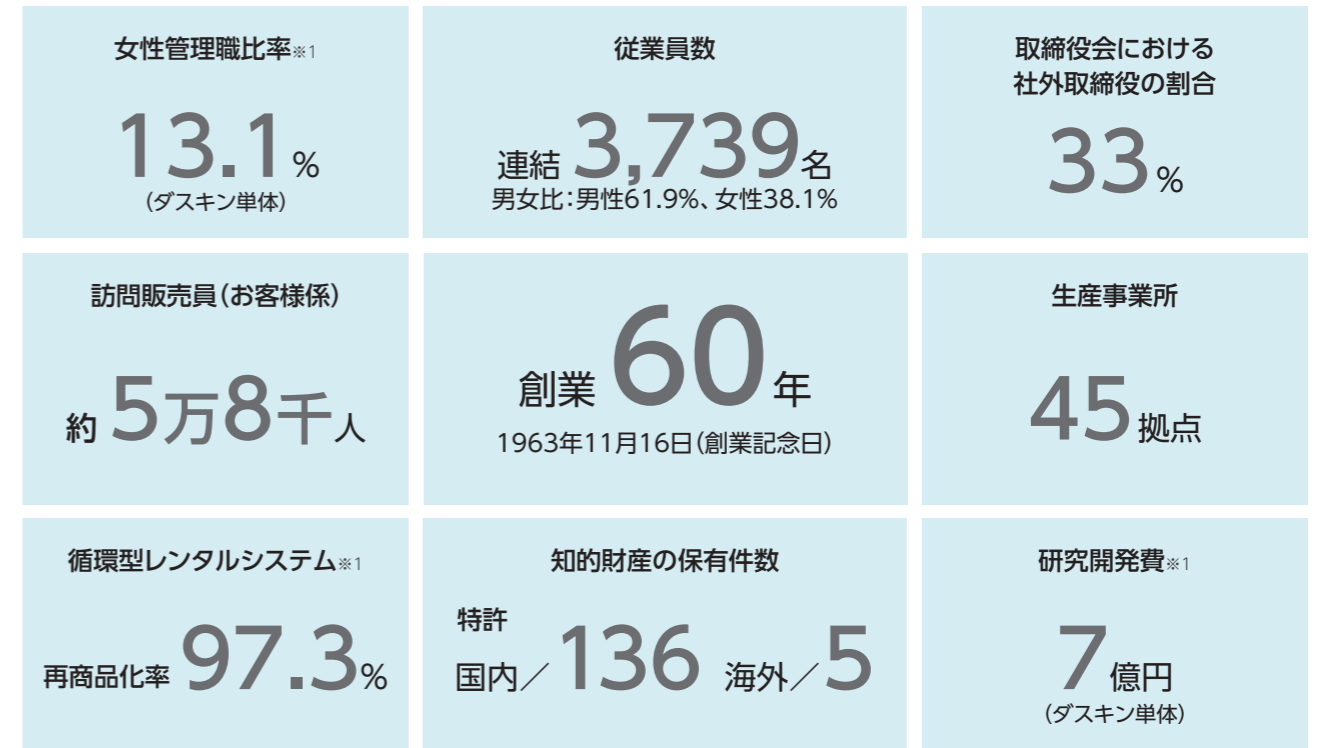 女性管理職比率※1
13.1%
（ダスキン単体）
従業員数
連結 3,739名
男女比：男性61.9%、女性38.1%
取締役会における
社外取締役の割合
33%
訪問販売員（お客様係）
約 5万8千人
創業 60年
1963年11月16日（創業記念日）
生産事業所
45拠点
循環型レンタルシステム※1
再商品化率 97.3%
知的財産の保有件数
特許
国内／136 海外／5
研究開発費※1
7億円
（ダスキン単体）